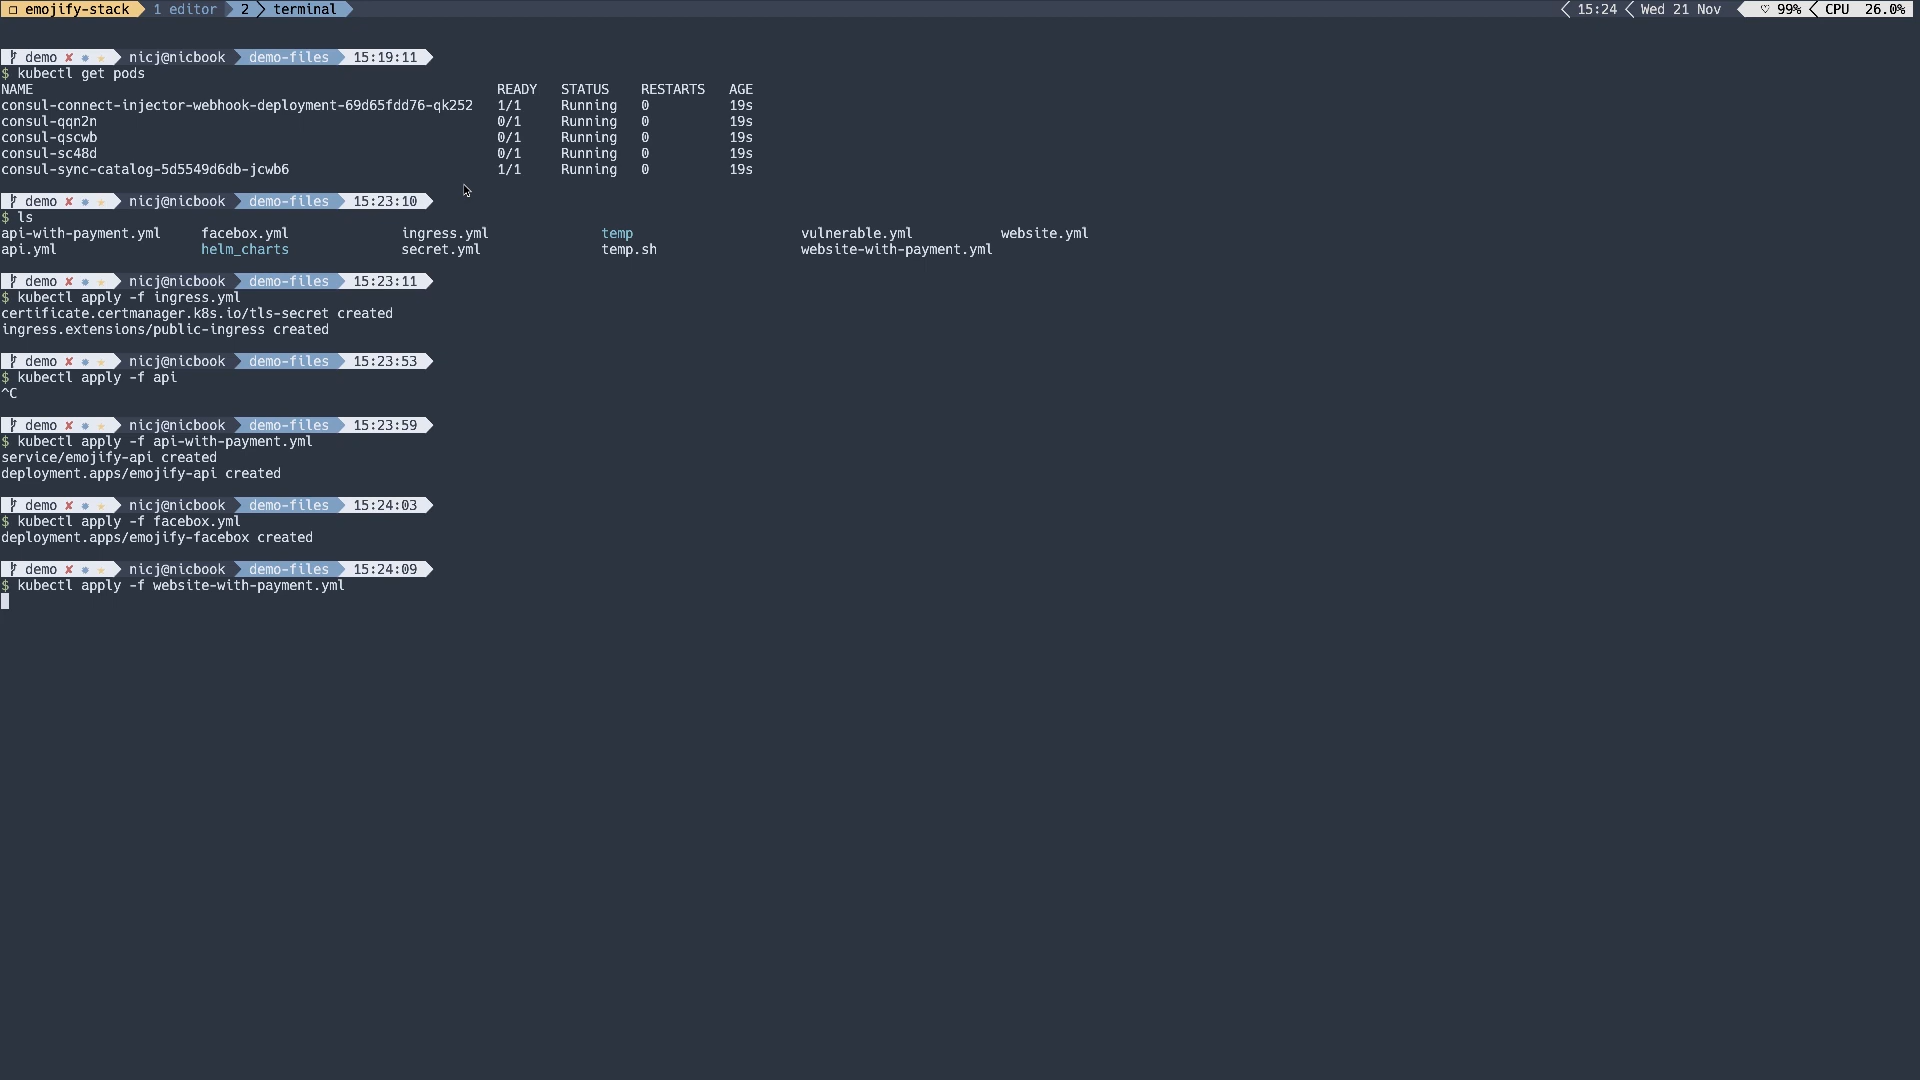 emojify-stack 1 editor 2 terminal 15:24 Wed 21 Nov ♡ 99% CPU 26.0%
demo ✘ ✹ ★ nicj@nicbook demo-files 15:19:11
$ kubectl get pods
NAME READY STATUS RESTARTS AGE
consul-connect-injector-webhook-deployment-69d65fdd76-qk252 1/1 Running 0 19s
consul-qqn2n 0/1 Running 0 19s
consul-qscwb 0/1 Running 0 19s
consul-sc48d 0/1 Running 0 19s
consul-sync-catalog-5d5549d6db-jcwb6 1/1 Running 0 19s
demo ✘ ✹ ★ nicj@nicbook demo-files 15:23:10
$ ls
api-with-payment.yml facebox.yml ingress.yml temp vulnerable.yml website.yml
api.yml helm_charts secret.yml temp.sh website-with-payment.yml
demo ✘ ✹ ★ nicj@nicbook demo-files 15:23:11
$ kubectl apply -f ingress.yml
certificate.certmanager.k8s.io/tls-secret created
ingress.extensions/public-ingress created
demo ✘ ✹ ★ nicj@nicbook demo-files 15:23:53
$ kubectl apply -f api
^C
demo ✘ ✹ ★ nicj@nicbook demo-files 15:23:59
$ kubectl apply -f api-with-payment.yml
service/emojify-api created
deployment.apps/emojify-api created
demo ✘ ✹ ★ nicj@nicbook demo-files 15:24:03
$ kubectl apply -f facebox.yml
deployment.apps/emojify-facebox created
demo ✘ ✹ ★ nicj@nicbook demo-files 15:24:09
$ kubectl apply -f website-with-payment.yml